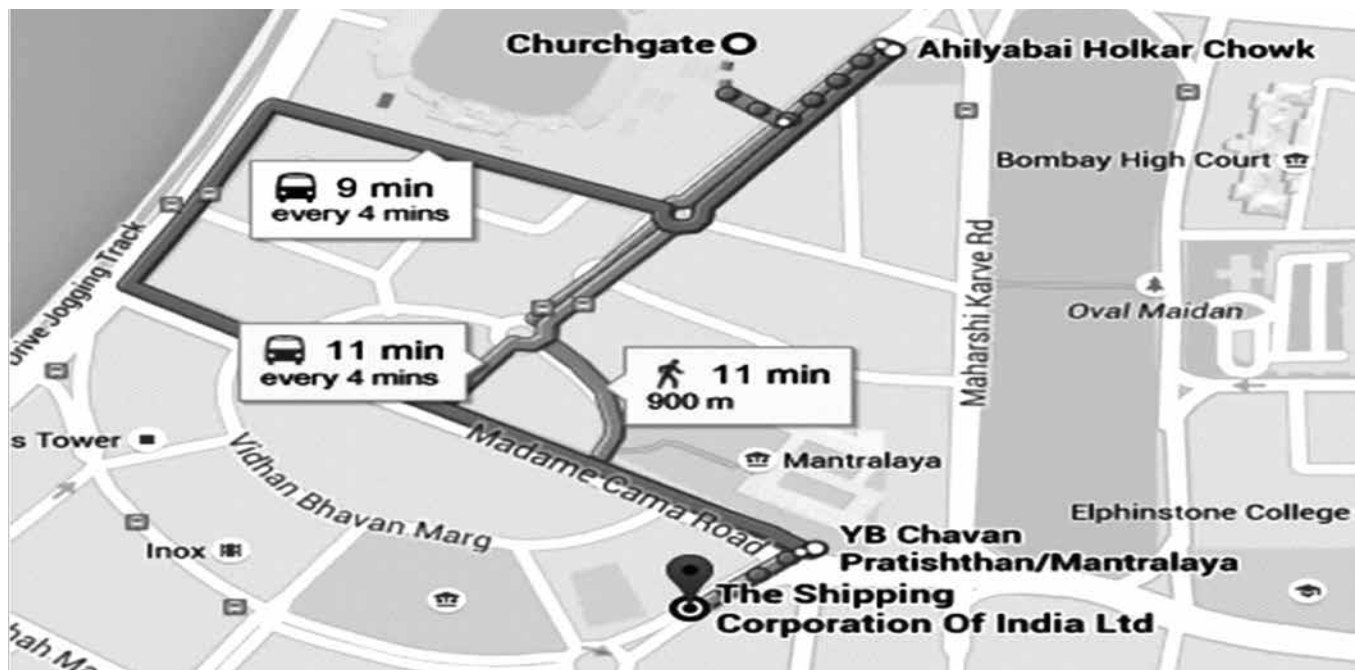 Churchgate
Ahilyabai Holkar Chowk
Bombay High Court
9 min
every 4 mins
Drive Jogging Track
Maharshi Karve Rd
Oval Maidan
11 min
every 4 mins
11 min
900 m
s Tower
Vidhan Bhavan Marg
Madame Cama Road
Mantralaya
Elphinstone College
Inox
YB Chavan
Pratishthan/Mantralaya
The Shipping
Corporation Of India Ltd